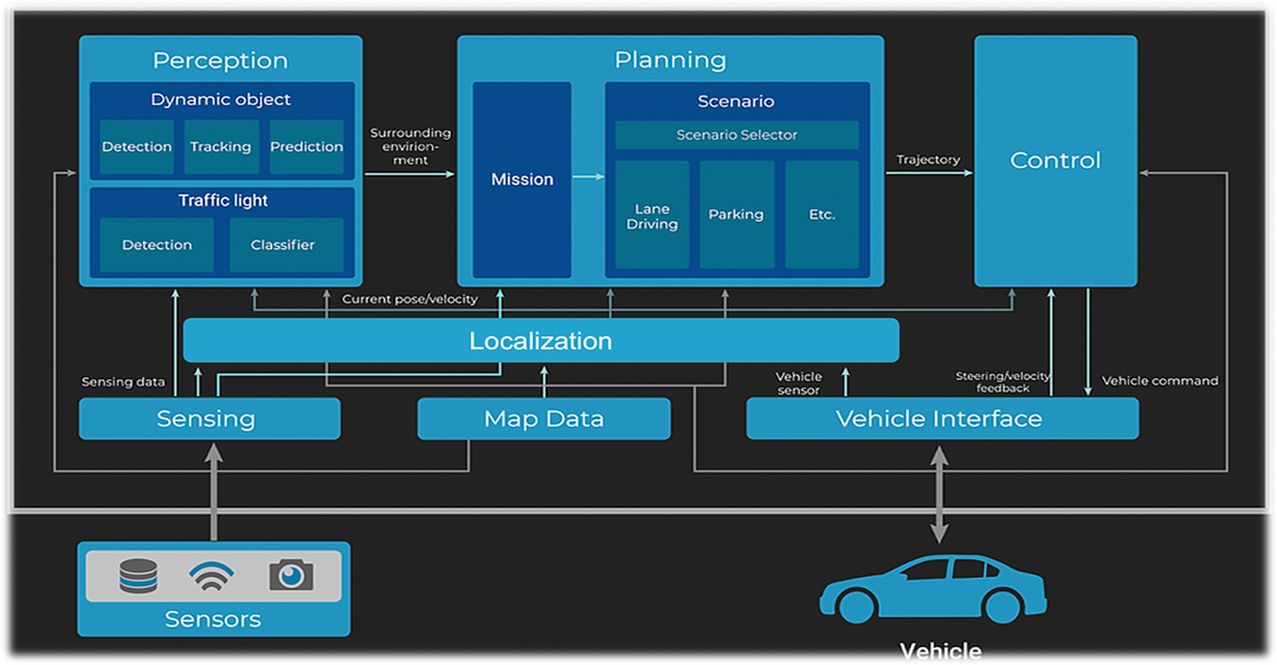 Perception
Dynamic object
Detection
Tracking
Prediction
Traffic light
Detection
Classifier
Surrounding
envirion-
ment
Planning
Mission
Scenario
Scenario Selector
Lane
Driving
Parking
Etc.
Trajectory
Control
Current pose/velocity
Localization
Sensing data
Vehicle
sensor
Steering/velocity
feedback
Vehicle command
Sensing
Map Data
Vehicle Interface
Sensors
Vehicle